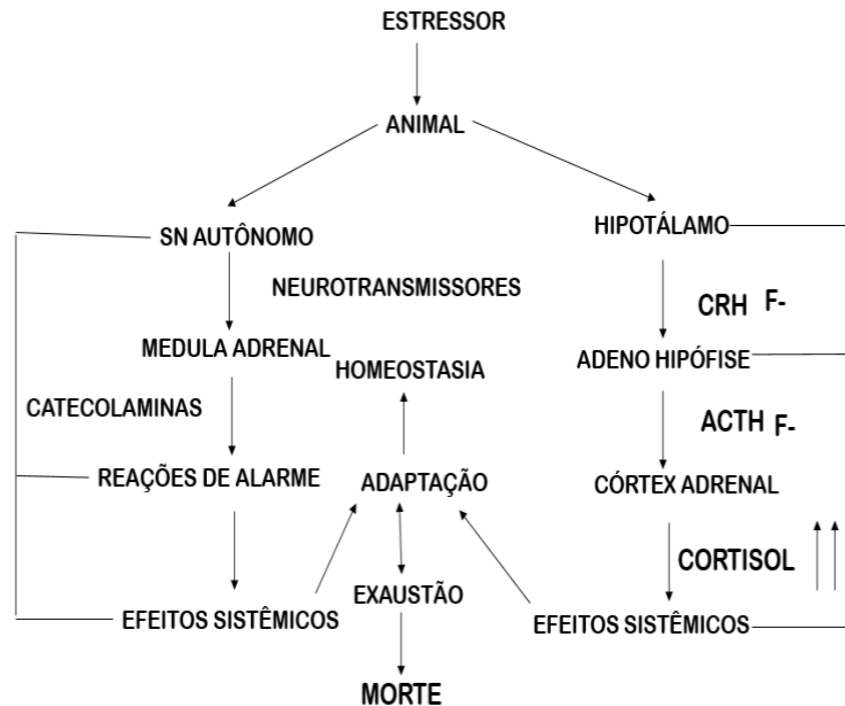 ESTRESSOR
ANIMAL
SN AUTÔNOMO
HIPOTÁLAMO
NEUROTRANSMISSORES
CRH F-
MEDULA ADRENAL
HOMEOSTASIA
ADENO HIPÓFISE
CATECOLAMINAS
ACTH F-
REAÇÕES DE ALARME
ADAPTAÇÃO
CÓRTEX ADRENAL
CORTISOL
EXAUSTÃO
EFEITOS SISTÊMICOS
EFEITOS SISTÊMICOS
MORTE